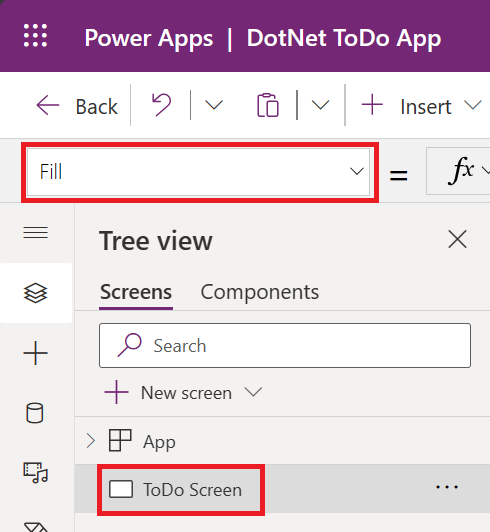 Power Apps | DotNet ToDo App
Back Insert
Fill = fx
Tree view
Screens Components
Search
New screen
App
ToDo Screen ...